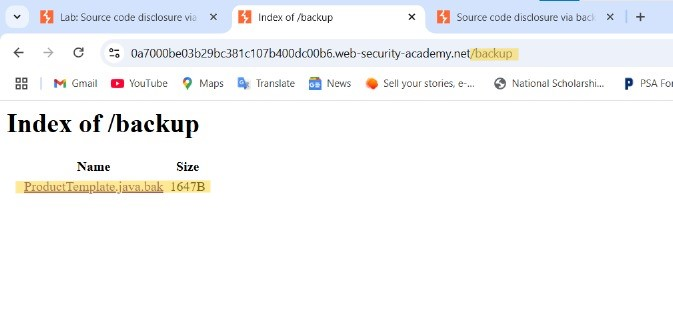 Lab: Source code disclosure via
Index of /backup
Source code disclosure via back
0a7000be03b29bc381c107b400dc00b6.web-security-academy.net/backup
Gmail YouTube Maps Translate News Sell your stories, e-... National Scholarshi... PSA For
Index of /backup
Name Size
ProductTemplate.java.bak 1647B